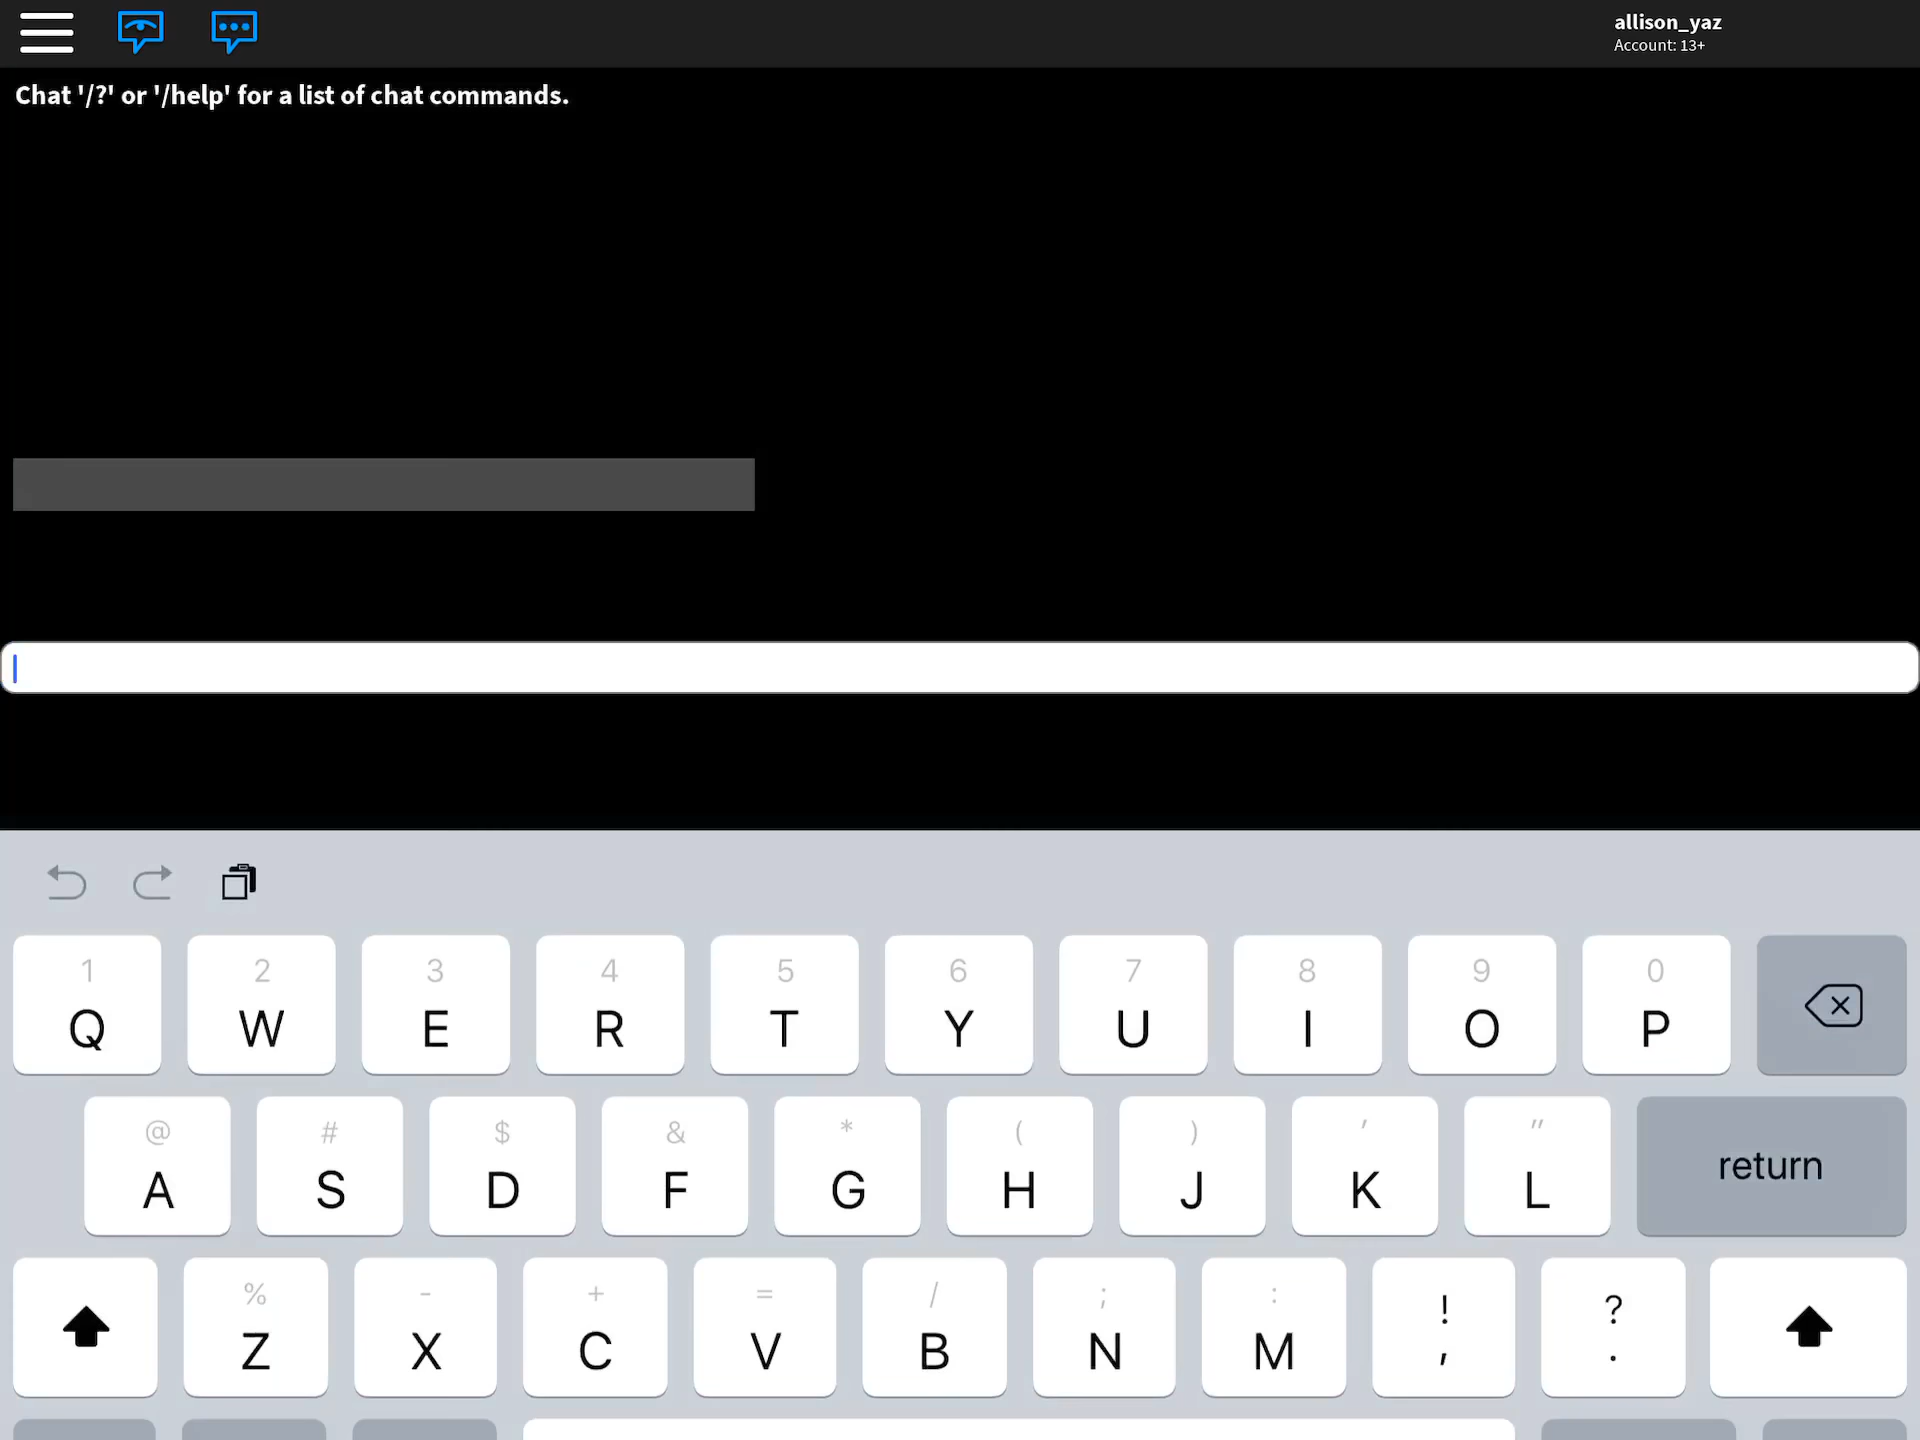 allison_yaz
Account: 13+
Chat '/?' or '/help' for a list of chat commands.
1 2 3 4 5 6 7 8 9 0
Q W E R T Y U I O P
@ # $ & * ( ) ' "
A S D F G H J K L return
% - + = / ; : ! ?
Z X C V B N M , .